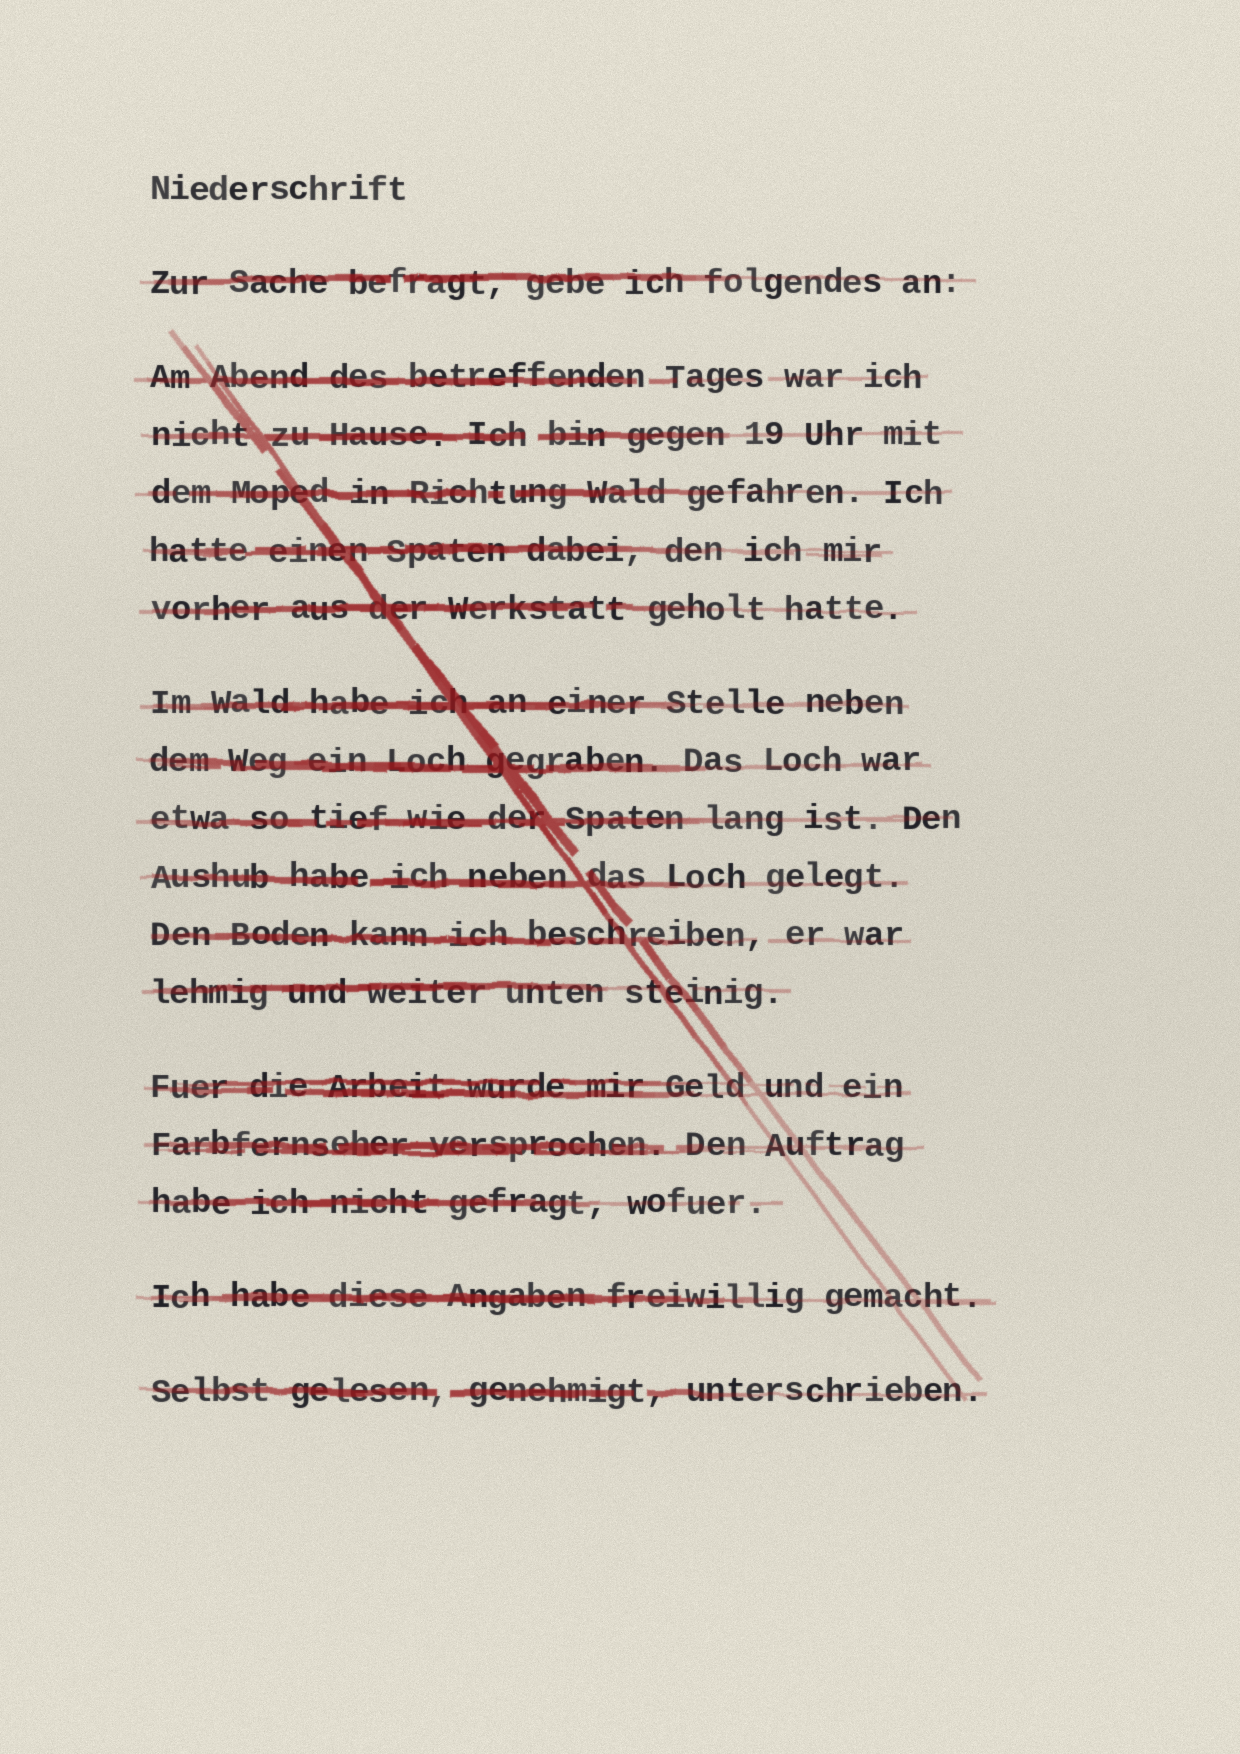 Niederschrift
Zur Sache befragt, gebe ich folgendes an:
Am Abend des betreffenden Tages war ich
nicht zu Hause. Ich bin gegen 19 Uhr mit
dem Moped in Richtung Wald gefahren. Ich
hatte einen Spaten dabei, den ich mir
vorher aus der Werkstatt geholt hatte.
Im Wald habe ich an einer Stelle neben
dem Weg ein Loch gegraben. Das Loch war
etwa so tief wie der Spaten lang ist. Den
Aushub habe ich neben das Loch gelegt.
Den Boden kann ich beschreiben, er war
lehmig und weiter unten steinig.
Fuer die Arbeit wurde mir Geld und ein
Farbfernseher versprochen. Den Auftrag
habe ich nicht gefragt, wofuer.
Ich habe diese Angaben freiwillig gemacht.
Selbst gelesen, genehmigt, unterschrieben.